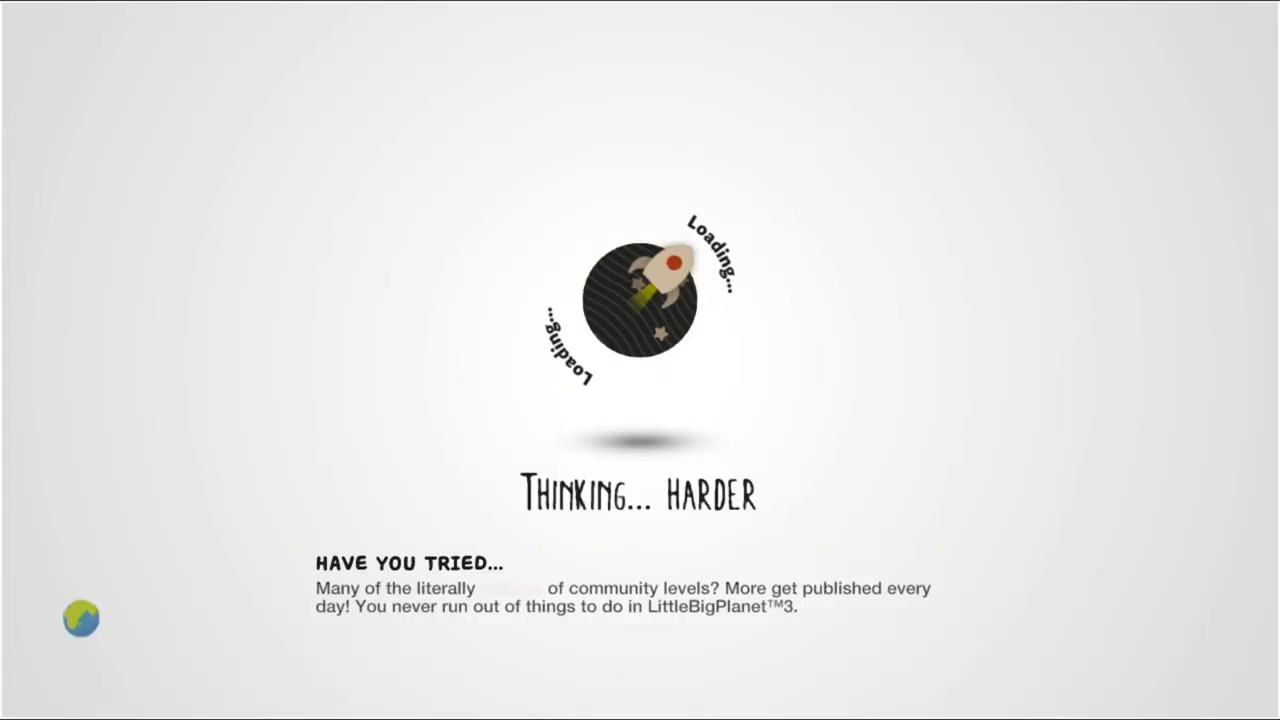 Loading...
Loading...
THINKING... HARDER
HAVE YOU TRIED...
Many of the literally of community levels? More get published every
day! You never run out of things to do in LittleBigPlanet™3.